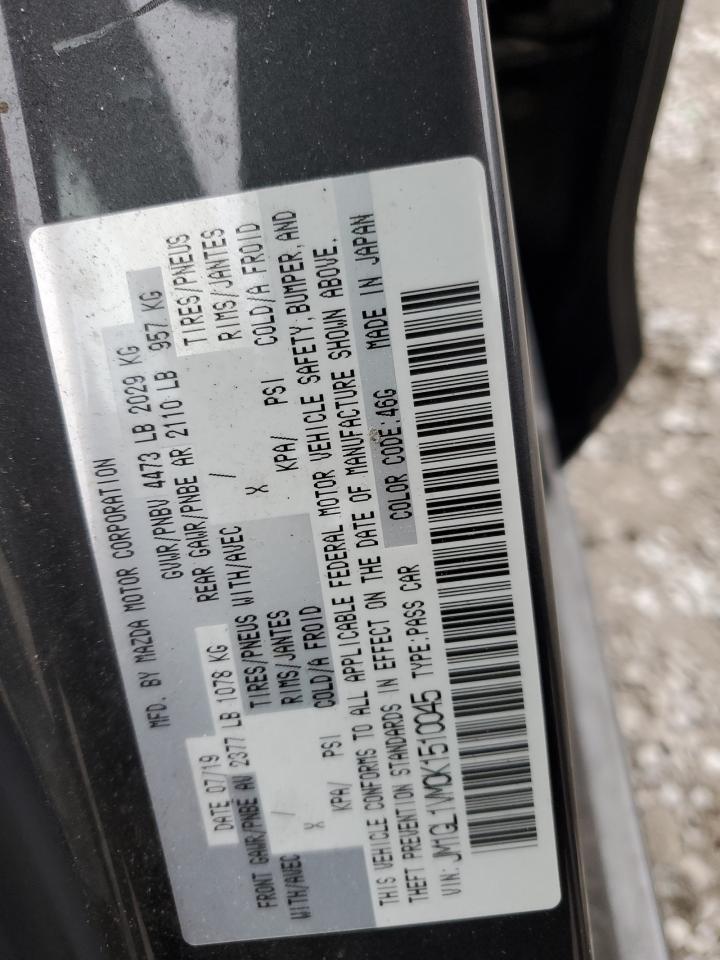 MFD. BY MAZDA MOTOR CORPORATION
DATE 07/19 GVWR/PNBV 4473 LB 2029 KG
FRONT GAWR/PNBE AV 2377 LB 1078 KG REAR GAWR/PNBE AR 2110 LB 957 KG
WITH/AVEC / TIRES/PNEUS WITH/AVEC / TIRES/PNEUS
X RIMS/JANTES X RIMS/JANTES
KPA/ PSI COLD/A FROID KPA/ PSI COLD/A FROID
THIS VEHICLE CONFORMS TO ALL APPLICABLE FEDERAL MOTOR VEHICLE SAFETY,BUMPER,AND
THEFT PREVENTION STANDARDS IN EFFECT ON THE DATE OF MANUFACTURE SHOWN ABOVE.
VIN:JM1GL1VM0K1510045 TYPE:PASS CAR COLOR CODE:46G MADE IN JAPAN